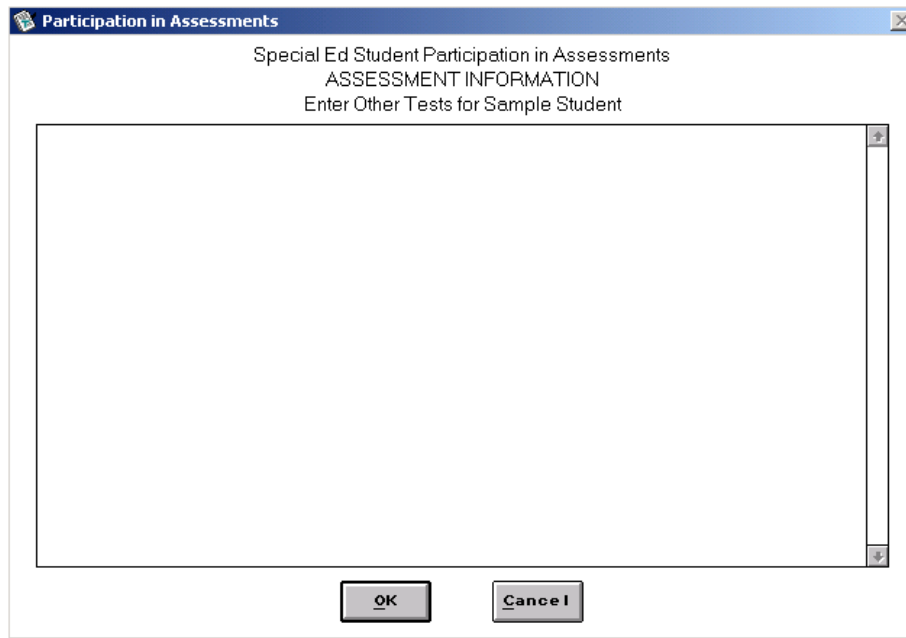 Participation in Assessments
Special Ed Student Participation in Assessments
ASSESSMENT INFORMATION
Enter Other Tests for Sample Student
OK
Cancel